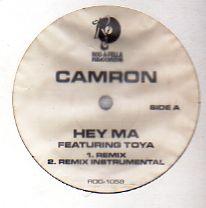 ROC-A-FELLA
RECORDS
CAMRON
SIDE A
HEY MA
FEATURING TOYA
1. REMIX
2. REMIX INSTRUMENTAL
ROC-1058